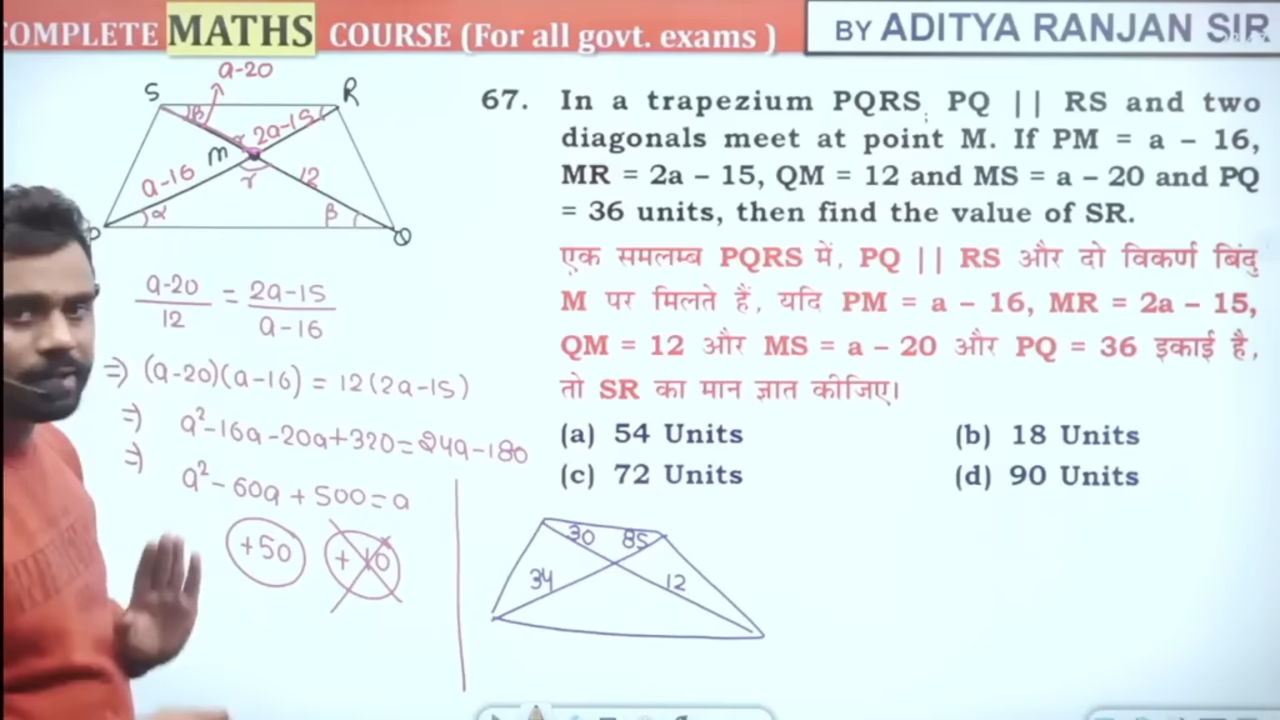 COMPLETE MATHS COURSE (For all govt. exams )
BY ADITYA RANJAN SIR
a-20
S
R
β
2a-15
M
a-16
12
r
α
β
P
Q
67. In a trapezium PQRS, PQ || RS and two
diagonals meet at point M. If PM = a – 16,
MR = 2a – 15, QM = 12 and MS = a – 20 and PQ
= 36 units, then find the value of SR.
एक समलम्ब PQRS में, PQ || RS और दो विकर्ण बिंदु
M पर मिलते हैं, यदि PM = a – 16, MR = 2a – 15,
QM = 12 और MS = a – 20 और PQ = 36 इकाई है,
तो SR का मान ज्ञात कीजिए।
(a) 54 Units
(b) 18 Units
(c) 72 Units
(d) 90 Units
a-20/12 = 2a-15/a-16
⇒ (a-20)(a-16) = 12(2a-15)
⇒ a²-16a-20a+320=24a-180
⇒ a²-60a+500=a
+50
+10
30
85
34
12